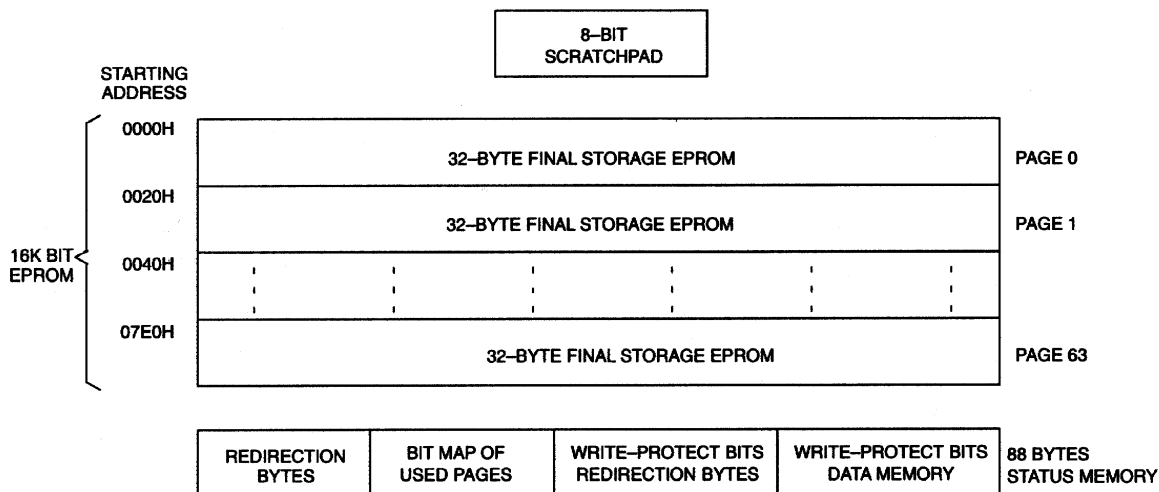 8–BIT
SCRATCHPAD
STARTING
ADDRESS
0000H
32–BYTE FINAL STORAGE EPROM
PAGE 0
0020H
32–BYTE FINAL STORAGE EPROM
PAGE 1
16K BIT
EPROM
0040H
07E0H
32–BYTE FINAL STORAGE EPROM
PAGE 63
REDIRECTION
BYTES
BIT MAP OF
USED PAGES
WRITE–PROTECT BITS
REDIRECTION BYTES
WRITE–PROTECT BITS
DATA MEMORY
88 BYTES
STATUS MEMORY